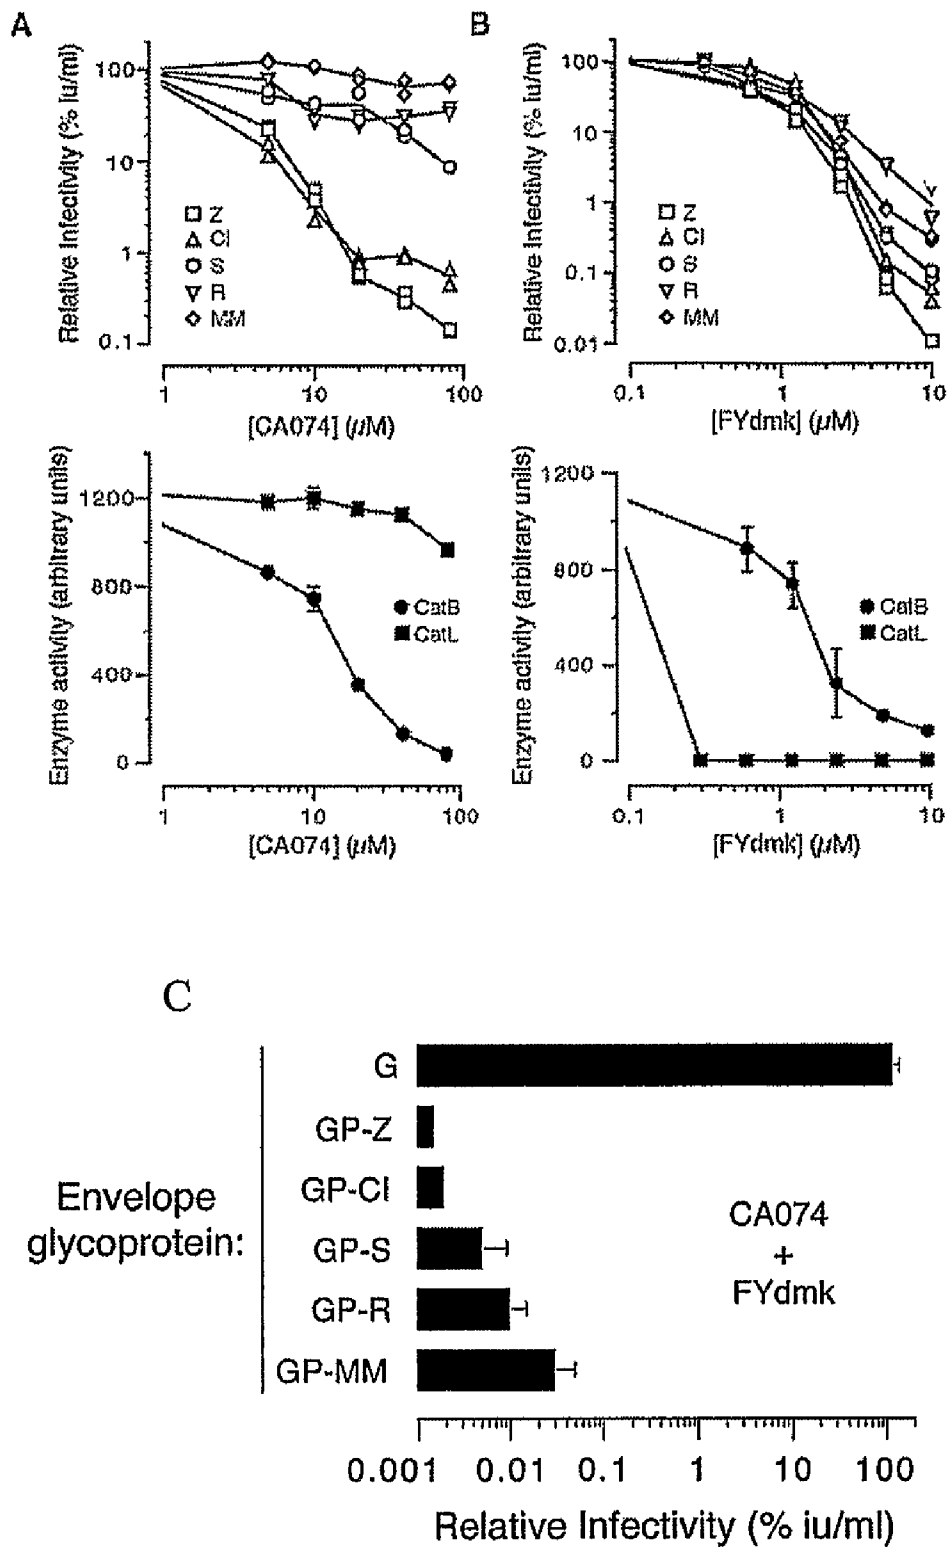 A
Relative Infectivity (% iu/ml)
100
10
1
0.1
Z
CI
S
R
MM
1
10
100
[CA074] (µM)
B
Relative Infectivity (% iu/ml)
100
10
1
0.1
0.01
Z
CI
S
R
MM
0.1
1
10
[FYdmk] (µM)
Enzyme activity (arbitrary units)
1200
800
400
0
CatB
CatL
1
10
100
[CA074] (µM)
Enzyme activity (arbitrary units)
1200
800
400
0
CatB
CatL
0.1
1
10
[FYdmk] (µM)
C
Envelope
glycoprotein:
G
GP-Z
GP-CI
GP-S
GP-R
GP-MM
CA074
+
FYdmk
0.001
0.01
0.1
1
10
100
Relative Infectivity (% iu/ml)